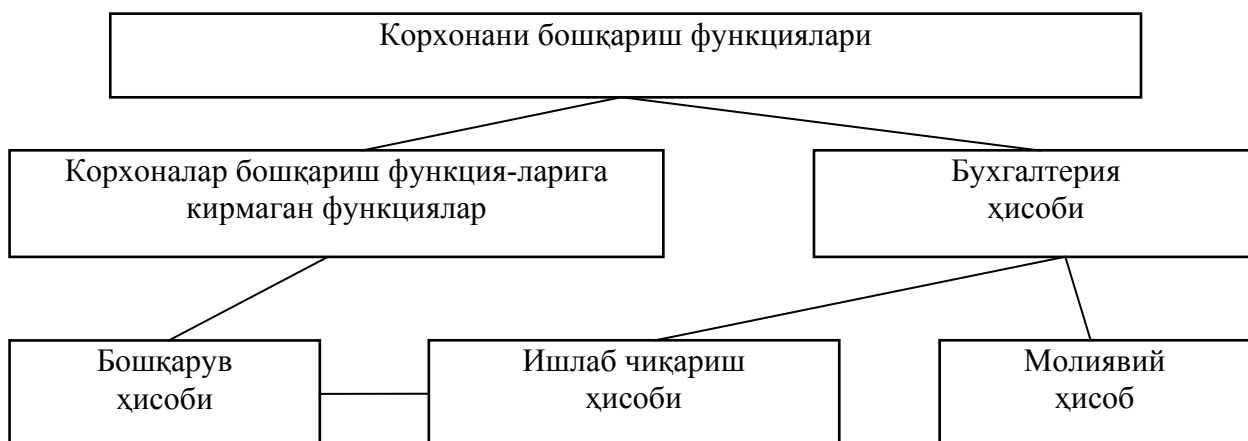 Корхонани бошқариш функциялари
Корхоналар бошқариш функция-ларига
кирмаган функциялар
Бухгалтерия
ҳисоби
Бошқарув
ҳисоби
Ишлаб чиқариш
ҳисоби
Молиявий
ҳисоб